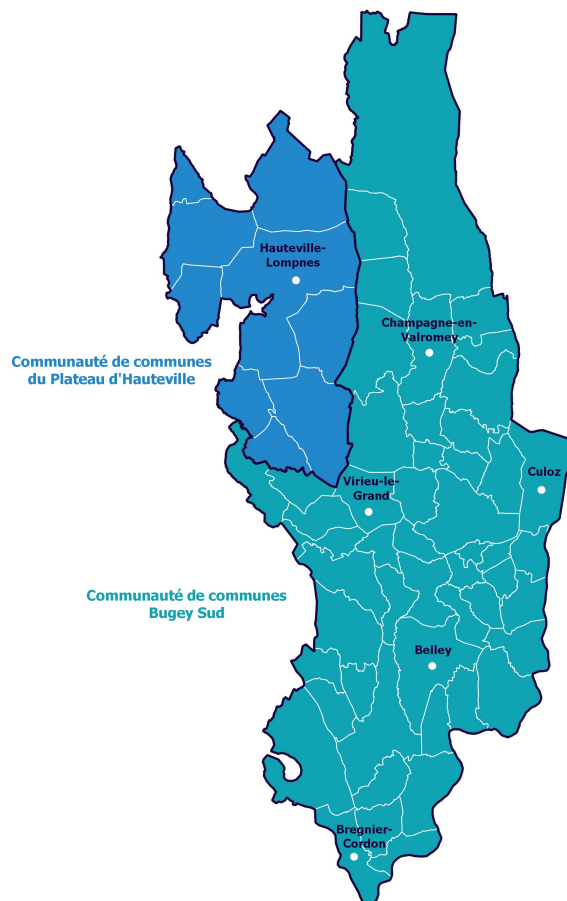 Hauteville-
Lompnes
Champagne-en-
Valromey
Communauté de communes
du Plateau d'Hauteville
Virieu-le-
Grand
Culoz
Communauté de communes
Bugey Sud
Belley
Bregnier-
Cordon